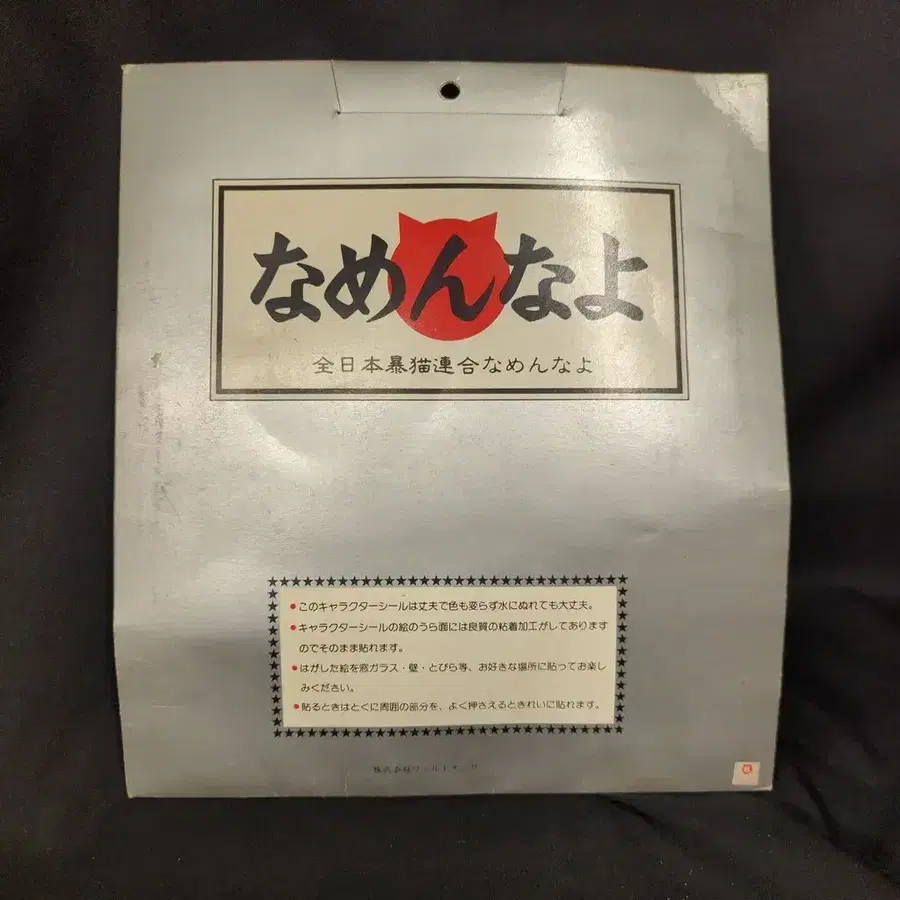 なめんなよ
全日本暴猫連合なめんなよ
●このキャラクターシールは丈夫で色も変らず水にぬれても大丈夫。
●キャラクターシールの絵のうら面には良質の粘着加工がしてあります
のでそのまま貼れます。
●はがした絵を窓ガラス・壁・とびら等、お好きな場所に貼ってお楽し
みください。
●貼るときはとくに周囲の部分を、よく押さえるときれいに貼れます。
株式会社